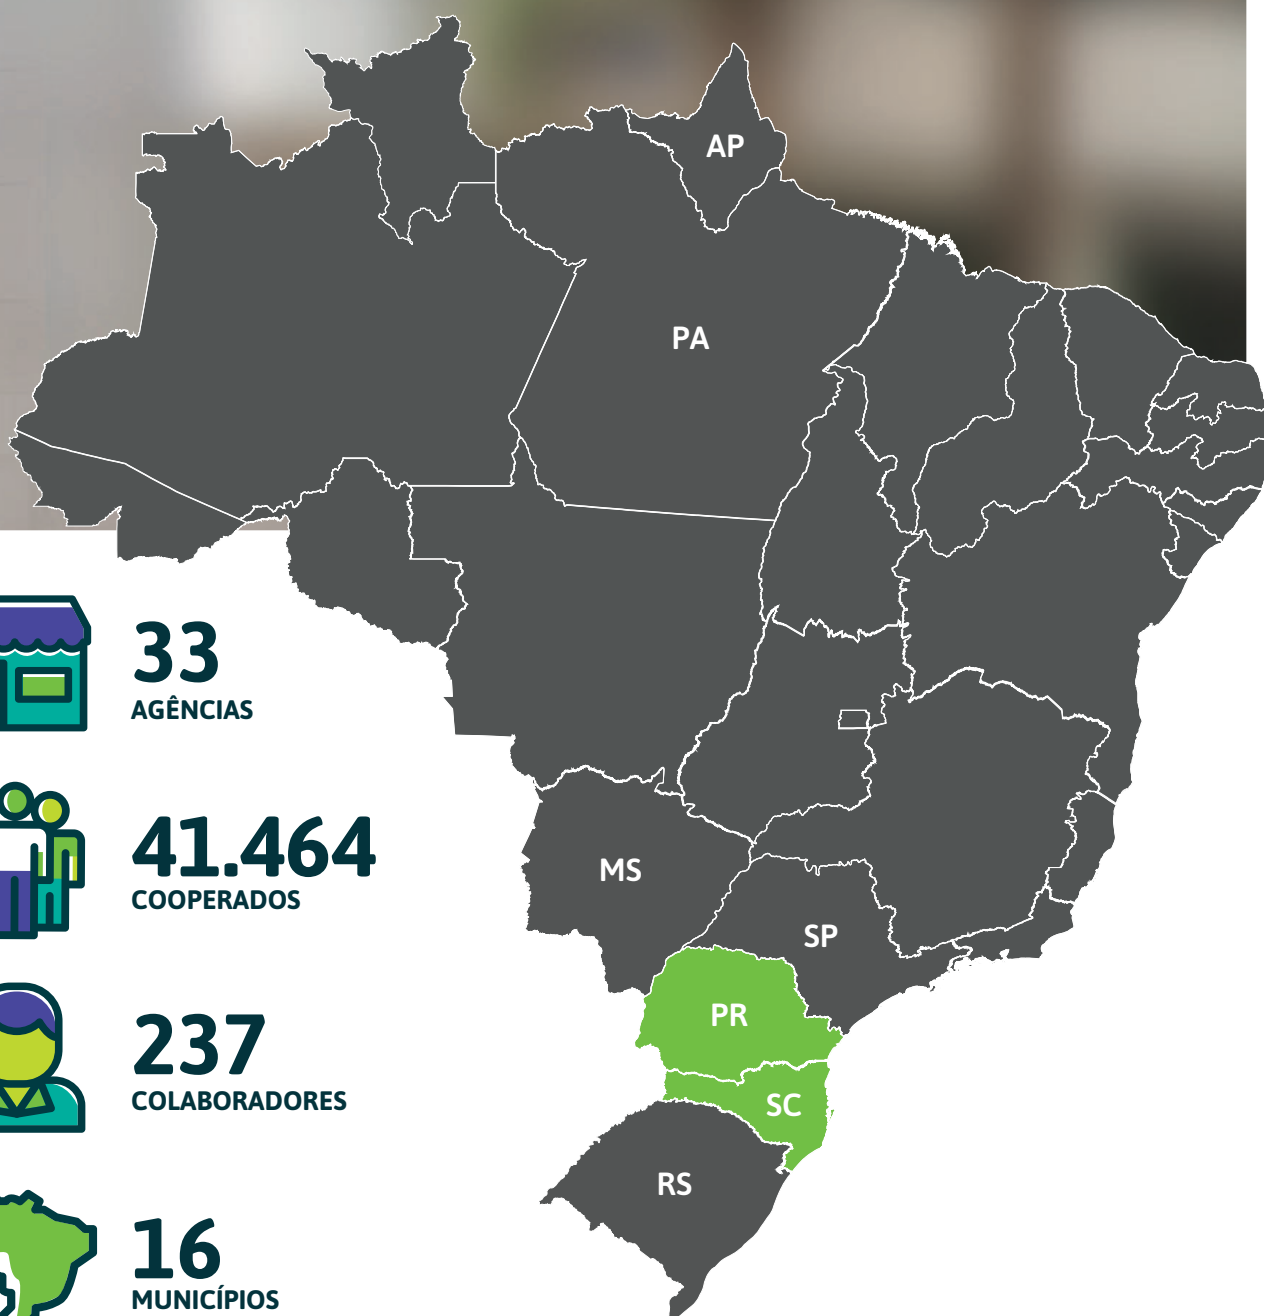 AP
PA
33
AGÊNCIAS
41.464
COOPERADOS
MS
SP
237
COLABORADORES
PR
SC
RS
16
MUNICÍPIOS